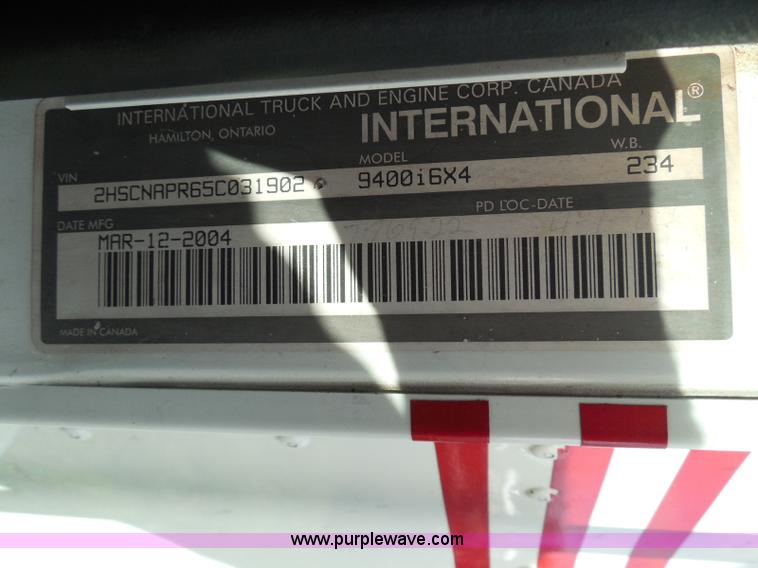 INTERNATIONAL TRUCK AND ENGINE CORP. CANADA
HAMILTON, ONTARIO
INTERNATIONAL®
VIN MODEL W.B.
2HSCNAPR65C031902 9400i6X4 234
DATE MFG PD LOC-DATE
MAR-12-2004
MADE IN CANADA
www.purplewave.com